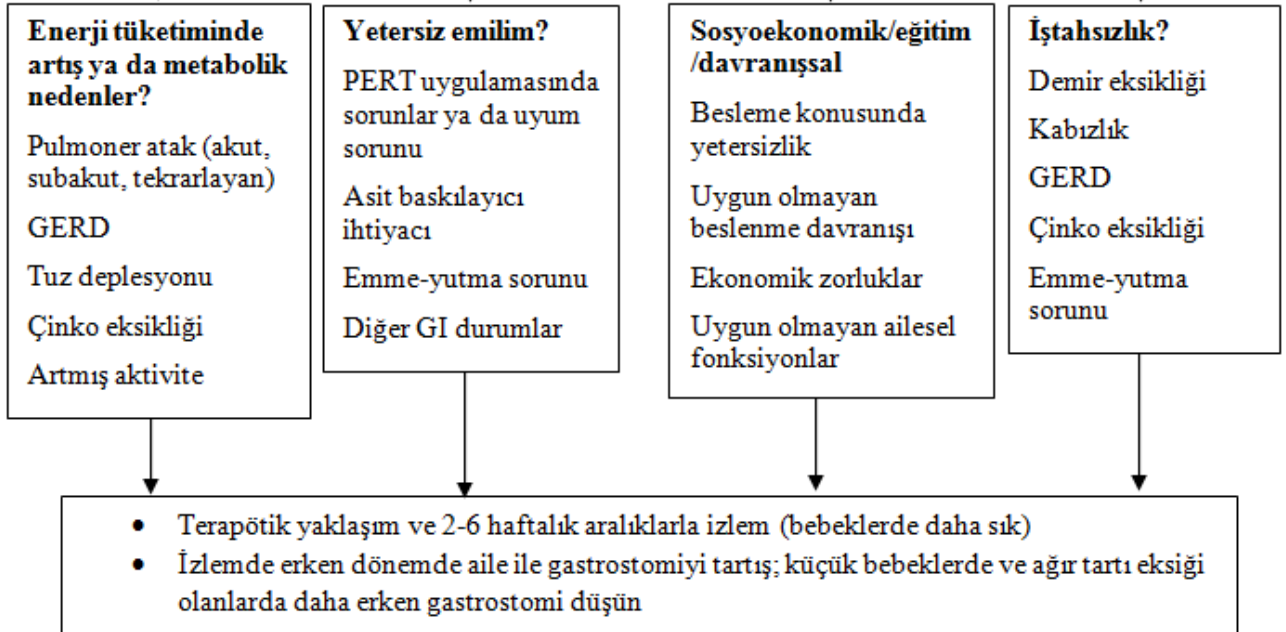 Enerji tüketiminde
artış ya da metabolik
nedenler?
Pulmoner atak (akut,
subakut, tekrarlayan)
GERD
Tuz deplesyonu
Çinko eksikliği
Artmış aktivite
Yetersiz emilim?
PERT uygulamasında
sorunlar ya da uyum
sorunu
Asit baskılayıcı
ihtiyacı
Emme-yutma sorunu
Diğer GI durumlar
Sosyoekonomik/eğitim
/davranışsal
Besleme konusunda
yetersizlik
Uygun olmayan
beslenme davranışı
Ekonomik zorluklar
Uygun olmayan ailesel
fonksiyonlar
İştahsızlık?
Demir eksikliği
Kabızlık
GERD
Çinko eksikliği
Emme-yutma
sorunu
• Terapötik yaklaşım ve 2-6 haftalık aralıklarla izlem (bebeklerde daha sık)
• İzlemde erken dönemde aile ile gastrostomiyi tartış; küçük bebeklerde ve ağır tartı eksiği
olanlarda daha erken gastrostomi düşün